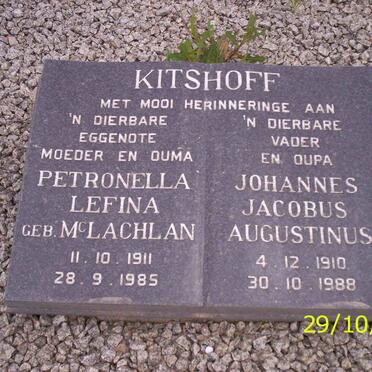 KITSHOFF
MET MOOI HERINNERINGE AAN
'N DIERBARE
EGGENOTE
MOEDER EN OUMA
PETRONELLA
LEFINA
GEB. McLACHLAN
11.10.1911
28.9.1985
'N DIERBARE
VADER
EN OUPA
JOHANNES
JACOBUS
AUGUSTINUS
4.12.1910
30.10.1988
29/10/